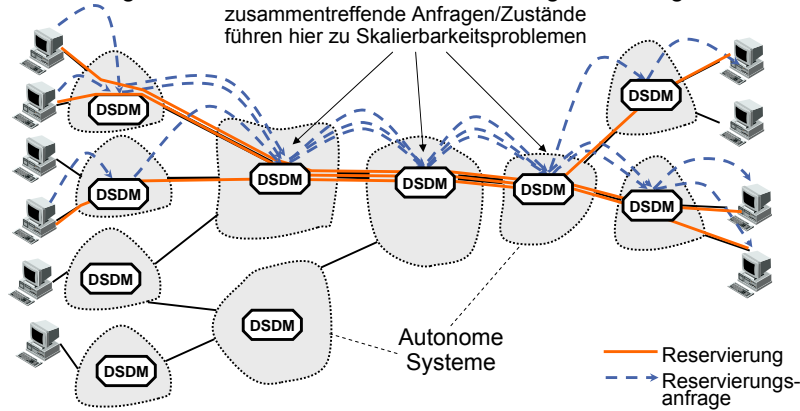 zusammentreffende Anfragen/Zustände
führen hier zu Skalierbarkeitsproblemen
DSDM
DSDM
DSDM
DSDM
DSDM
DSDM
DSDM
DSDM
DSDM
DSDM
DSDM
Autonome
Systeme
Reservierung
Reservierungs-
anfrage